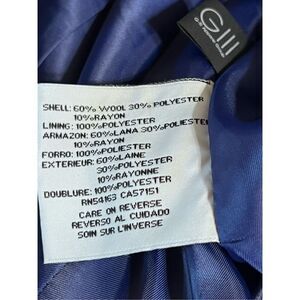 GIII
SHELL: 60% WOOL 30% POLYESTER
10%RAYON
LINING: 100%POLYESTER
ARMAZON: 60%LANA 30%POLIESTER
10%RAYON
FORRO: 100%POLIESTER
EXTERIEUR: 60%LAINE
30%POLYESTER
10%RAYONNE
DOUBLURE: 100%POLYESTER
RN54163 CA57151
CARE ON REVERSE
REVERSO AL CUIDADO
SOIN SUR L'INVERSE